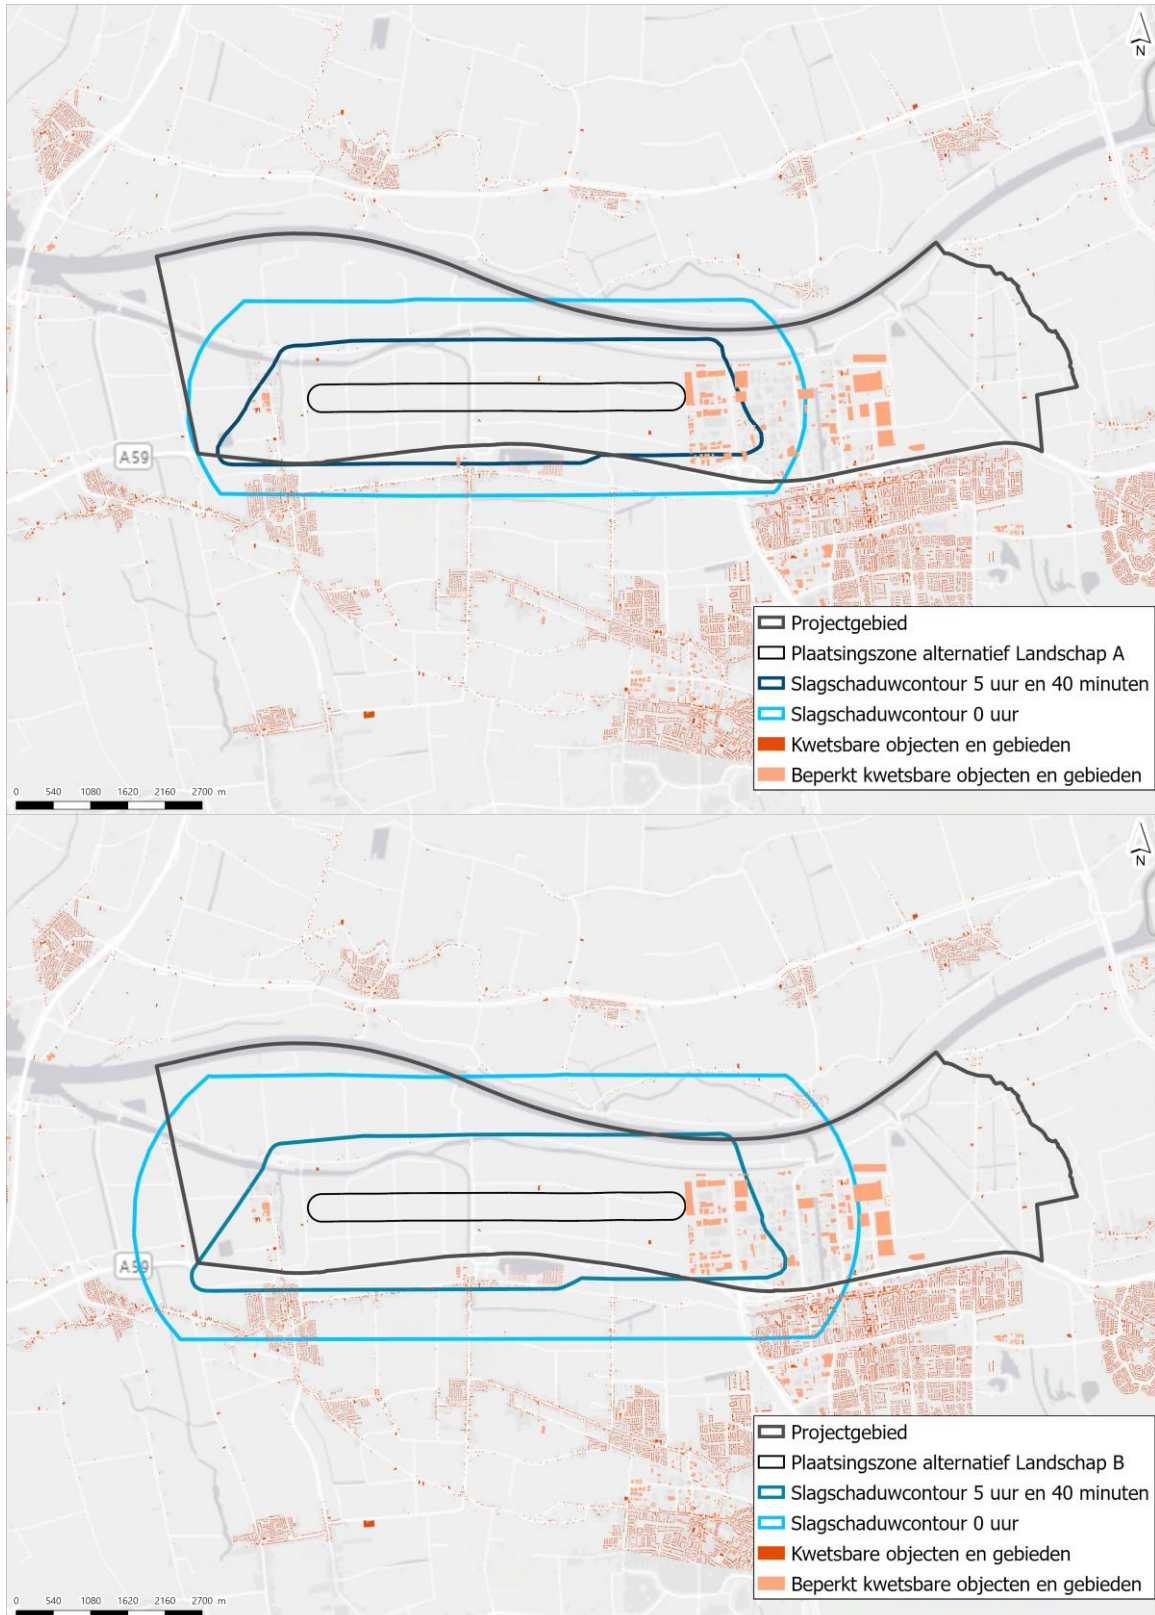 N
A59
Projectgebied
Plaatsingszone alternatief Landschap A
Slagschaduwcontour 5 uur en 40 minuten
Slagschaduwcontour 0 uur
Kwetsbare objecten en gebieden
Beperkt kwetsbare objecten en gebieden
0 540 1080 1620 2160 2700 m
N
A59
Projectgebied
Plaatsingszone alternatief Landschap B
Slagschaduwcontour 5 uur en 40 minuten
Slagschaduwcontour 0 uur
Kwetsbare objecten en gebieden
Beperkt kwetsbare objecten en gebieden
0 540 1080 1620 2160 2700 m